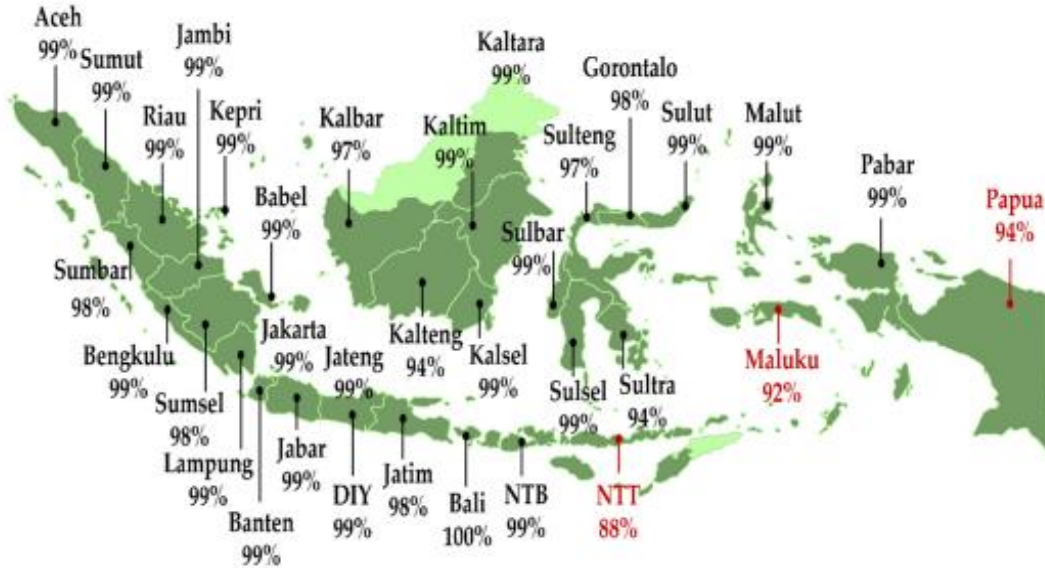 Aceh
99%
Sumut
99%
Jambi
99%
Riau
99%
Kepri
99%
Babel
99%
Kalbar
97%
Kaltim
99%
Kaltara
99%
Sulteng
97%
Gorontalo
98%
Sulut
99%
Malut
99%
Pabar
99%
Papua
94%
Sumbar
98%
Bengkulu
99%
Sumsel
98%
Lampung
99%
Banten
99%
Jakarta
99%
Jabar
99%
Jateng
99%
DIY
99%
Jatim
98%
Bali
100%
NTB
99%
NTT
88%
Kalteng
94%
Kalsel
99%
Sulbar
99%
Sulsel
99%
Sultra
94%
Maluku
92%